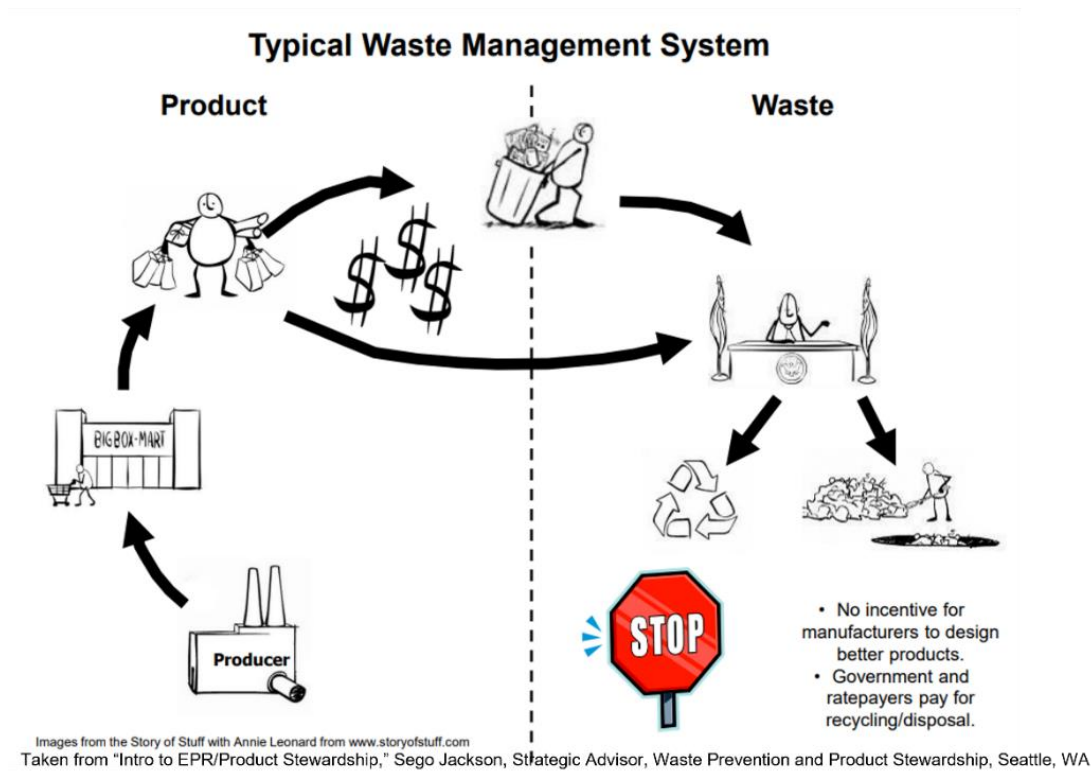 Typical Waste Management System
Product
Waste
$
$
$
BIGBOX-MART
Producer
STOP
• No incentive for
manufacturers to design
better products.
• Government and
ratepayers pay for
recycling/disposal.
Images from the Story of Stuff with Annie Leonard from www.storyofstuff.com
Taken from “Intro to EPR/Product Stewardship,” Sego Jackson, Strategic Advisor, Waste Prevention and Product Stewardship, Seattle, WA